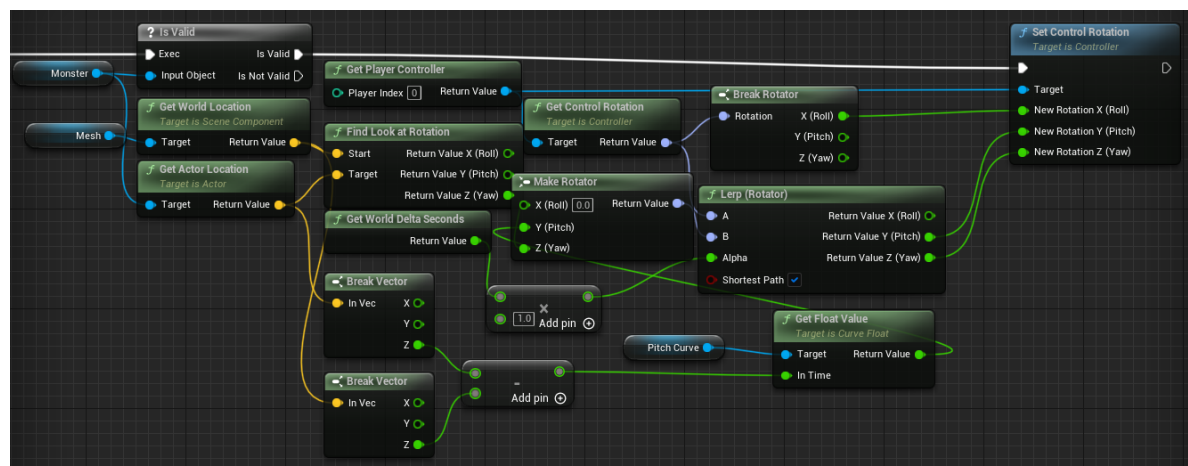 ? Is Valid
Exec
Is Valid
Input Object
Is Not Valid
Monster
f Get World Location
Target is Scene Component
Target
Return Value
Mesh
f Get Actor Location
Target is Actor
Target
Return Value
f Get Player Controller
Player Index 0
Return Value
f Find Look at Rotation
Start
Return Value X (Roll)
Target
Return Value Y (Pitch)
Return Value Z (Yaw)
f Get World Delta Seconds
Return Value
Break Vector
In Vec
X
Y
Z
Break Vector
In Vec
X
Y
Z
f Get Control Rotation
Target is Controller
Target
Return Value
Make Rotator
X (Roll) 0.0
Return Value
Y (Pitch)
Z (Yaw)
×
1.0
Add pin
-
Add pin
Break Rotator
Rotation
X (Roll)
Y (Pitch)
Z (Yaw)
f Lerp (Rotator)
A
Return Value X (Roll)
B
Return Value Y (Pitch)
Alpha
Return Value Z (Yaw)
Shortest Path
Pitch Curve
f Get Float Value
Target is Curve Float
Target
Return Value
In Time
f Set Control Rotation
Target is Controller
Target
New Rotation X (Roll)
New Rotation Y (Pitch)
New Rotation Z (Yaw)